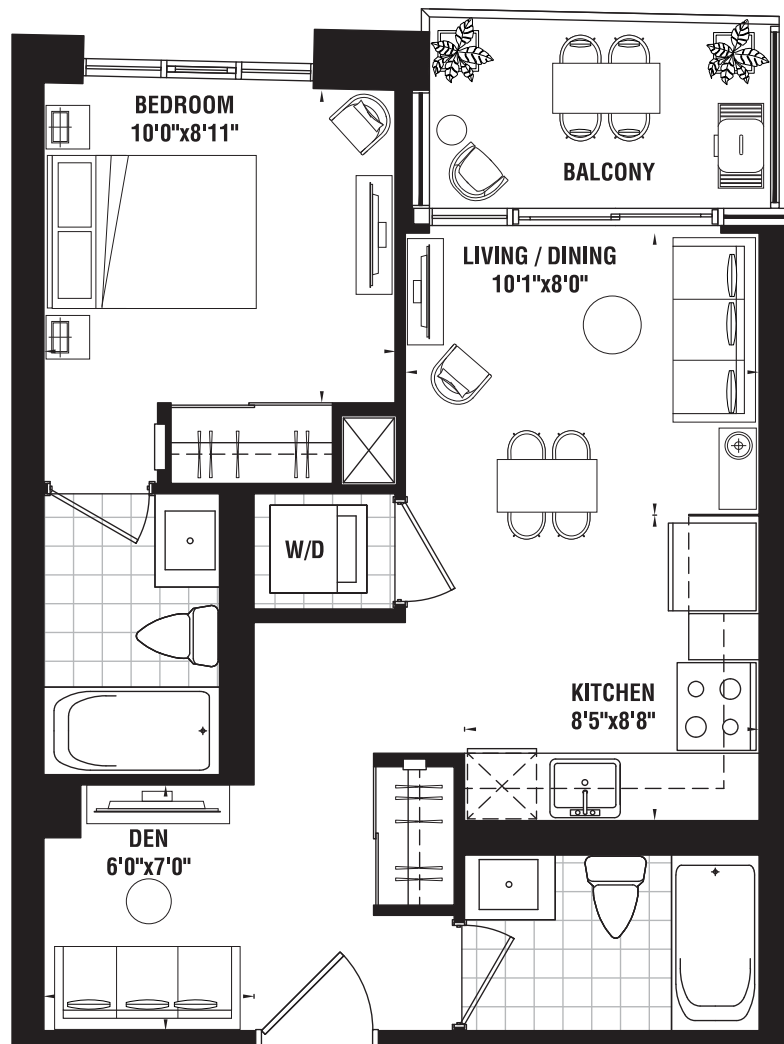 BEDROOM
10'0"x8'11"
BALCONY
LIVING / DINING
10'1"x8'0"
W/D
KITCHEN
8'5"x8'8"
DEN
6'0"x7'0"